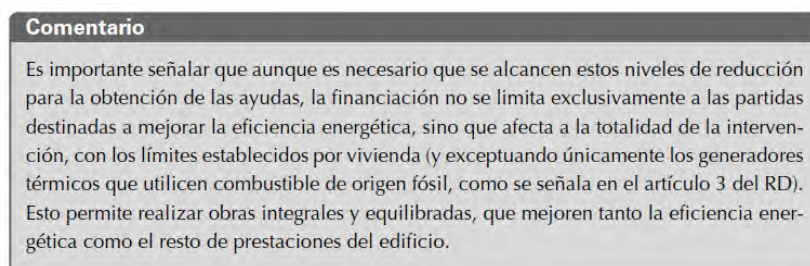 Comentario
Es importante señalar que aunque es necesario que se alcancen estos niveles de reducción
para la obtención de las ayudas, la financiación no se limita exclusivamente a las partidas
destinadas a mejorar la eficiencia energética, sino que afecta a la totalidad de la interven-
ción, con los límites establecidos por vivienda (y exceptuando únicamente los generadores
térmicos que utilicen combustible de origen fósil, como se señala en el artículo 3 del RD).
Esto permite realizar obras integrales y equilibradas, que mejoren tanto la eficiencia ener-
gética como el resto de prestaciones del edificio.